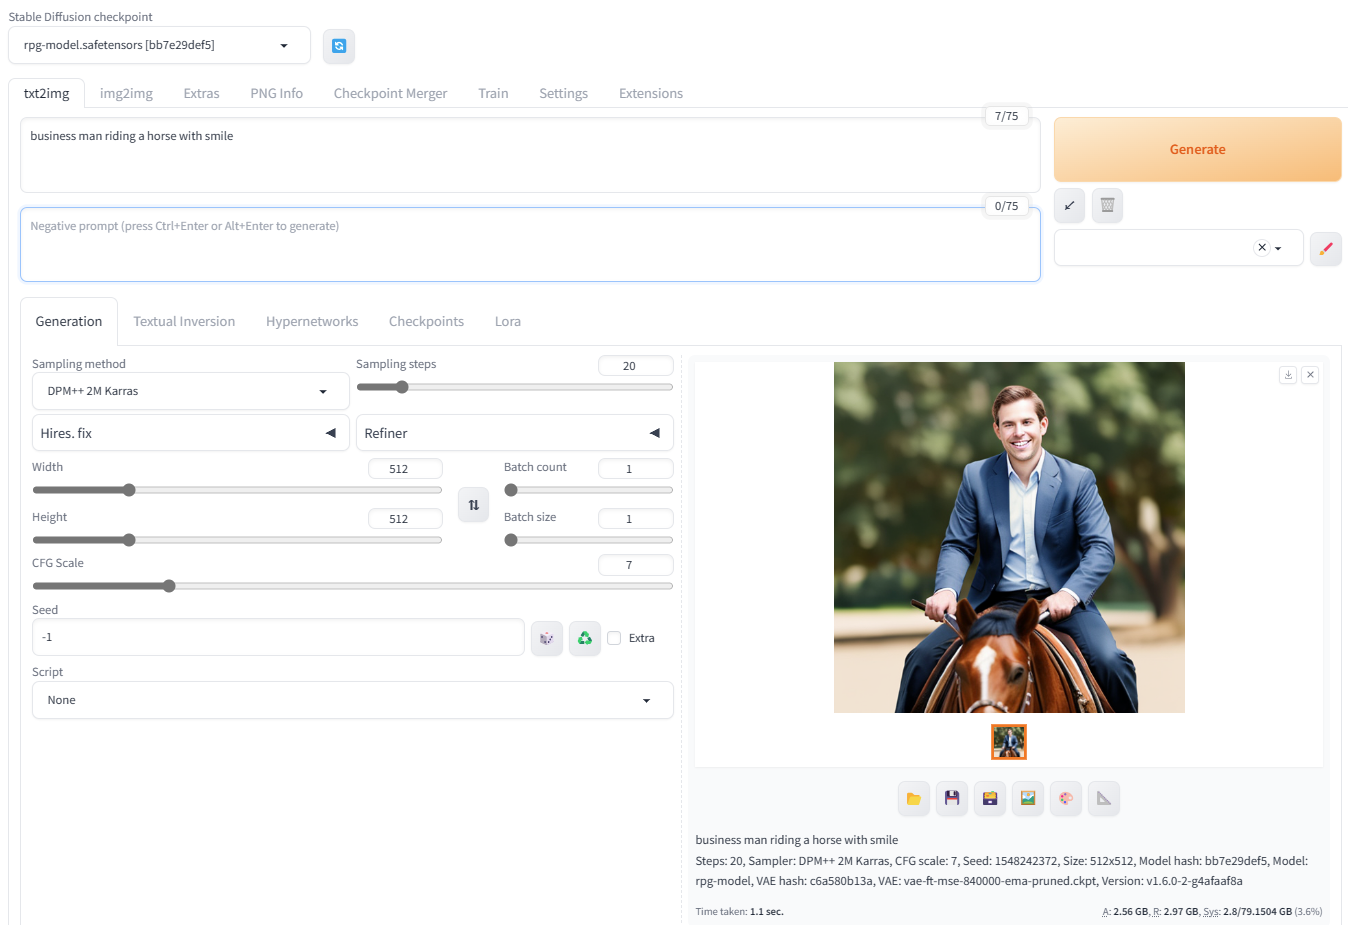 Stable Diffusion checkpoint
rpg-model.safetensors [bb7e29def5]
txt2img img2img Extras PNG Info Checkpoint Merger Train Settings Extensions
7/75
business man riding a horse with smile
Generate
0/75
Negative prompt (press Ctrl+Enter or Alt+Enter to generate)
Generation Textual Inversion Hypernetworks Checkpoints Lora
Sampling method
DPM++ 2M Karras
Sampling steps
20
Hires. fix
Refiner
Width
512
Batch count
1
Height
512
Batch size
1
CFG Scale
7
Seed
-1
Extra
Script
None
business man riding a horse with smile
Steps: 20, Sampler: DPM++ 2M Karras, CFG scale: 7, Seed: 1548242372, Size: 512x512, Model hash: bb7e29def5, Model:
rpg-model, VAE hash: c6a580b13a, VAE: vae-ft-mse-840000-ema-pruned.ckpt, Version: v1.6.0-2-g4afaaf8a
Time taken: 1.1 sec.
A: 2.56 GB, R: 2.97 GB, Sys: 2.8/79.1504 GB (3.6%)